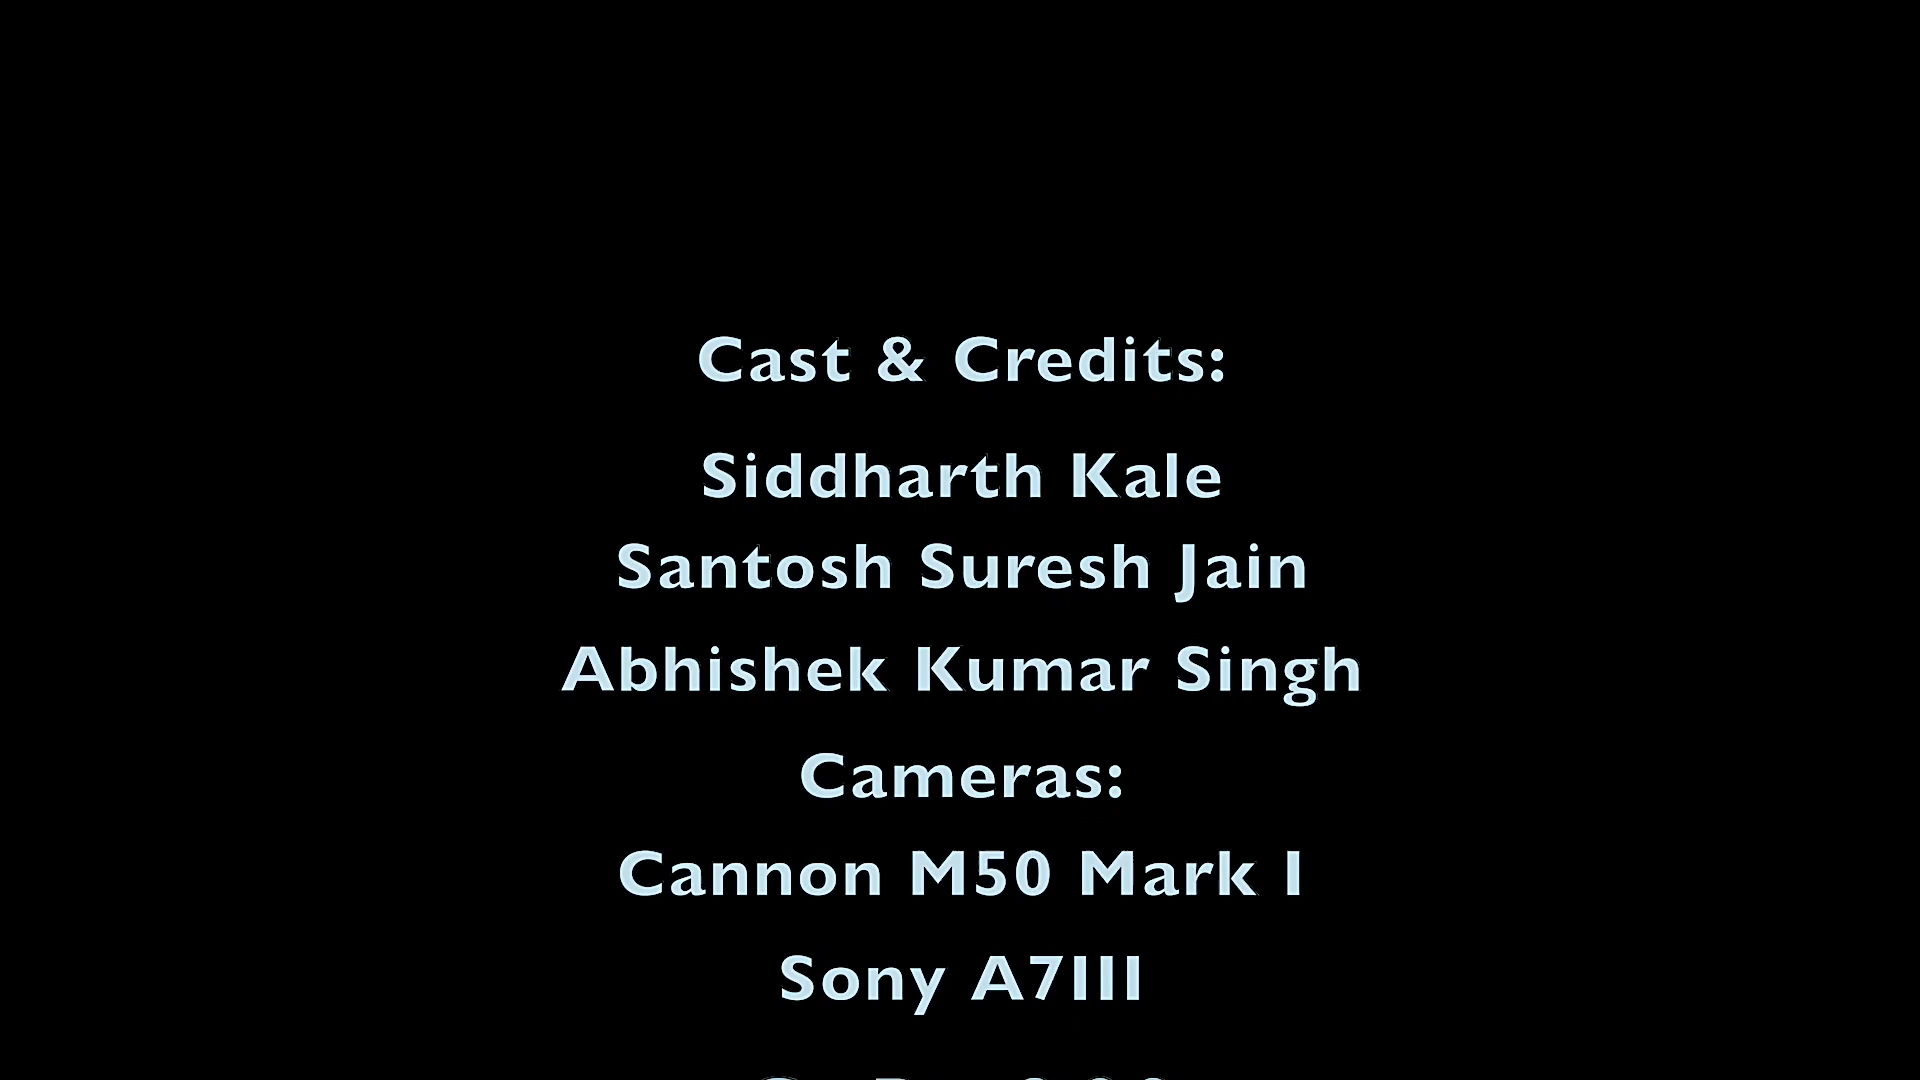 Cast & Credits:
Siddharth Kale
Santosh Suresh Jain
Abhishek Kumar Singh
Cameras:
Cannon M50 Mark I
Sony A7III